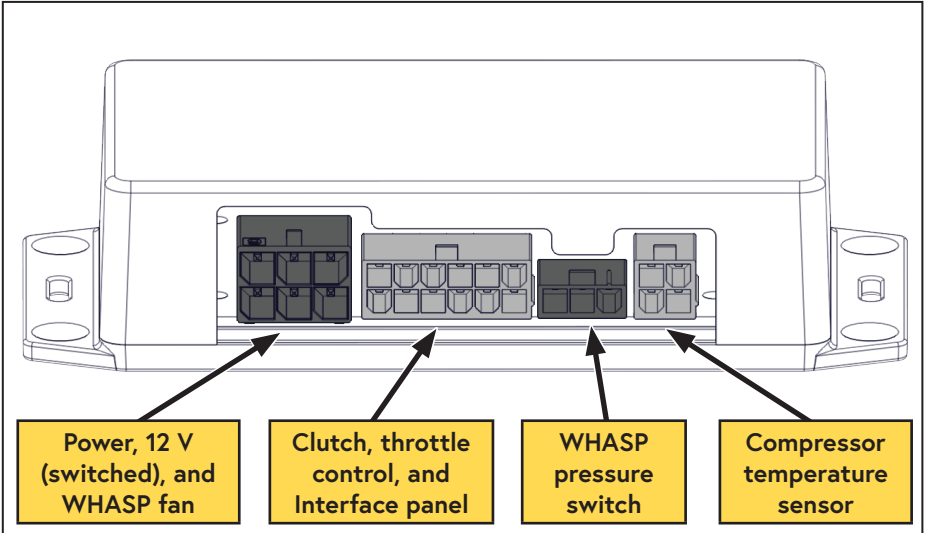 Power, 12 V
(switched), and
WHASP fan
Clutch, throttle
control, and
Interface panel
WHASP
pressure
switch
Compressor
temperature
sensor